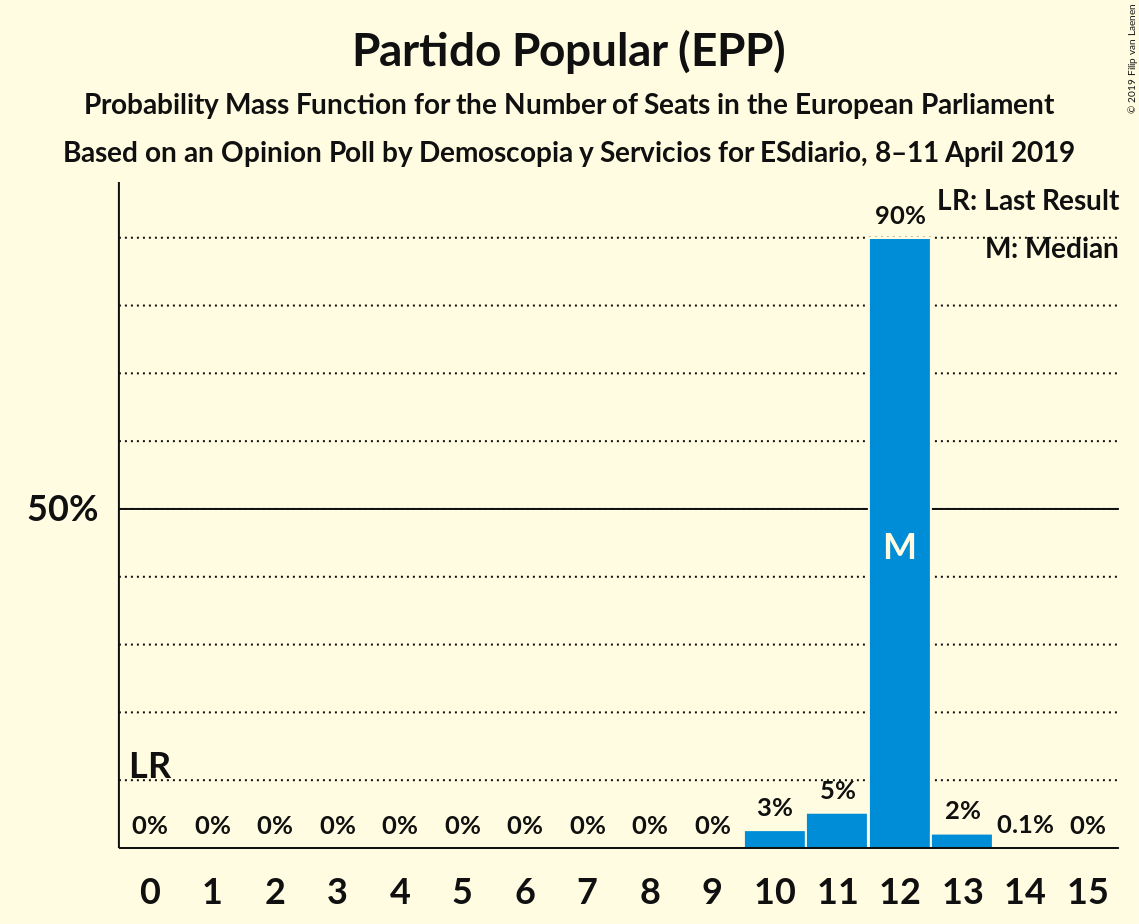 Partido Popular (EPP)
Probability Mass Function for the Number of Seats in the European Parliament
Based on an Opinion Poll by Demoscopia y Servicios for ESdiario, 8–11 April 2019
© 2019 Filip van Laenen
LR: Last Result
M: Median
90%
50%
M
LR
0% 0% 0% 0% 0% 0% 0% 0% 0% 0% 3% 5% 2% 0.1% 0%
0 1 2 3 4 5 6 7 8 9 10 11 12 13 14 15